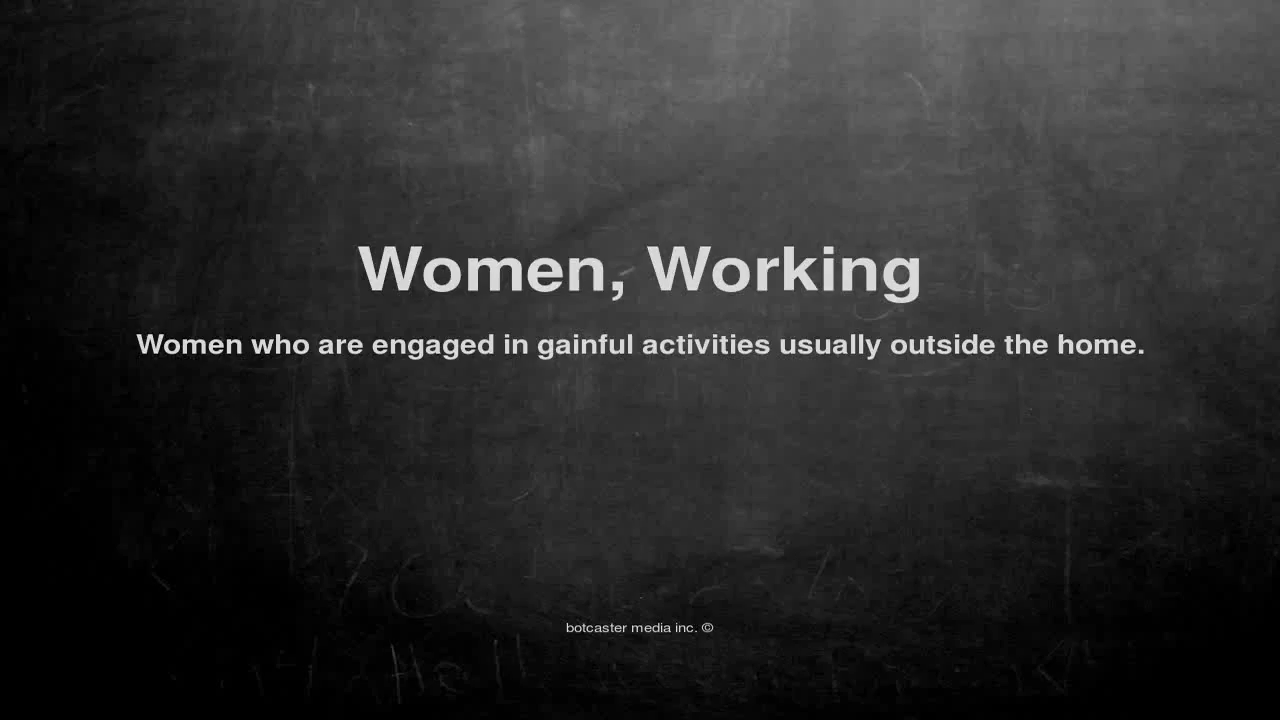 Women, Working
Women who are engaged in gainful activities usually outside the home.
botcaster media inc. ©